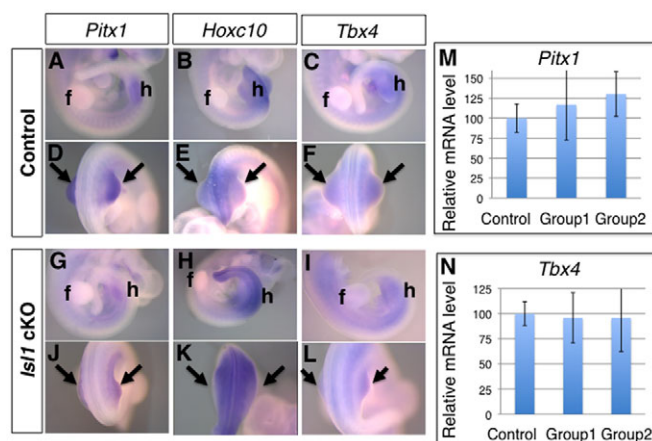 Pitx1 Hoxc10 Tbx4
Control
A f h
B f h
C f h
D
E
F
Isl1 cKO
G f h
H f h
I f h
J
K
L
M Pitx1
Relative mRNA level
150
125
100
75
50
25
0
Control Group1 Group2
N Tbx4
Relative mRNA level
125
100
75
50
25
0
Control Group1 Group2